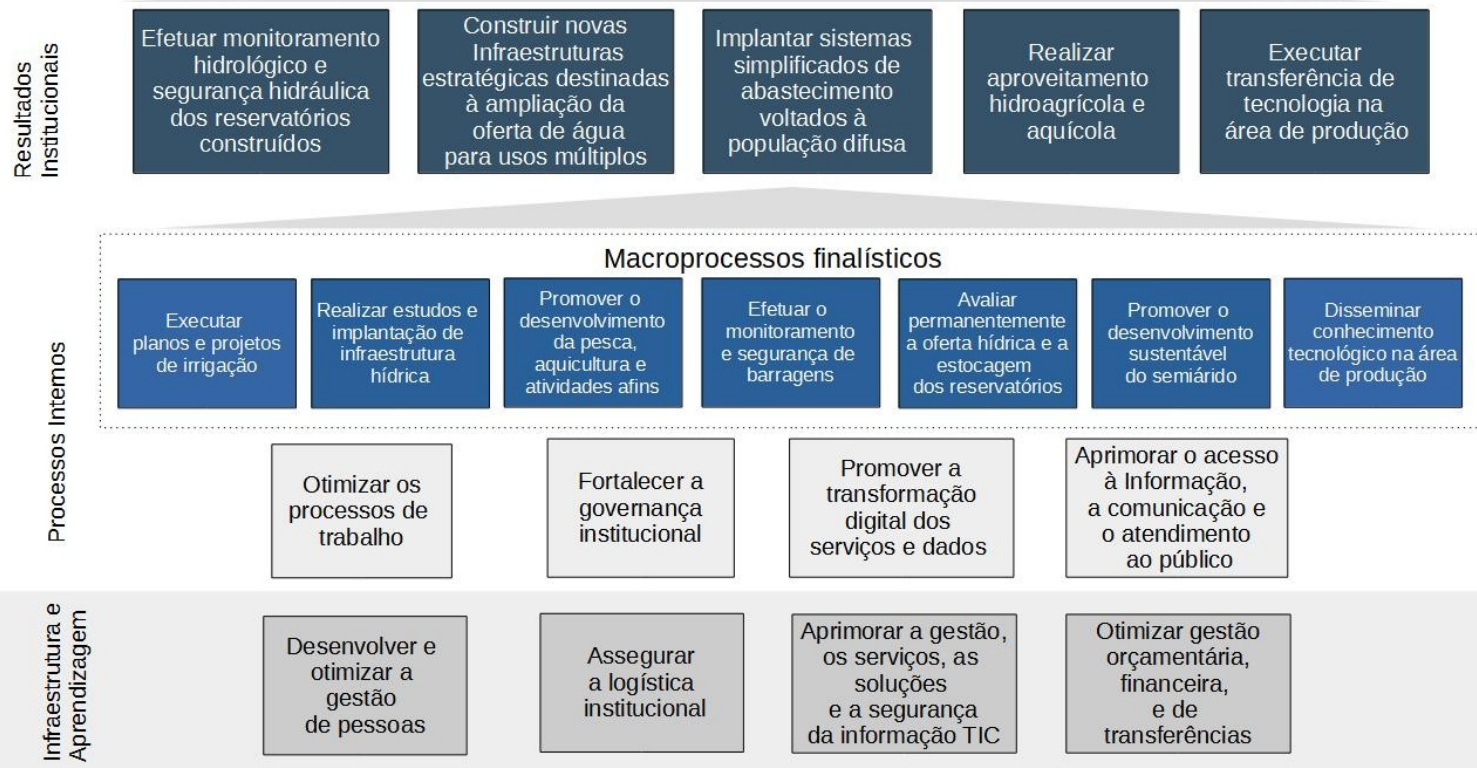 Resultados
Institucionais
Efetuar monitoramento
hidrológico e
segurança hidráulica
dos reservatórios
construídos
Construir novas
Infraestruturas
estratégicas destinadas
à ampliação da
oferta de água
para usos múltiplos
Implantar sistemas
simplificados de
abastecimento
voltados à
população difusa
Realizar
aproveitamento
hidroagrícola e
aquícola
Executar
transferência de
tecnologia na
área de produção
Processos Internos
Macroprocessos finalísticos
Executar
planos e projetos
de irrigação
Realizar estudos e
implantação de
infraestrutura
hídrica
Promover o
desenvolvimento
da pesca,
aquicultura e
atividades afins
Efetuar o
monitoramento
e segurança de
barragens
Avaliar
permanentemente
a oferta hídrica e a
estocagem
dos reservatórios
Promover o
desenvolvimento
sustentável
do semiárido
Disseminar
conhecimento
tecnológico na área
de produção
Otimizar os
processos de
trabalho
Fortalecer a
governança
institucional
Promover a
transformação
digital dos
serviços e dados
Aprimorar o acesso
à Informação,
a comunicação e
o atendimento
ao público
Infraestrutura e
Aprendizagem
Desenvolver e
otimizar a
gestão
de pessoas
Assegurar
a logística
institucional
Aprimorar a gestão,
os serviços, as
soluções
e a segurança
da informação TIC
Otimizar gestão
orçamentária,
financeira,
e de
transferências